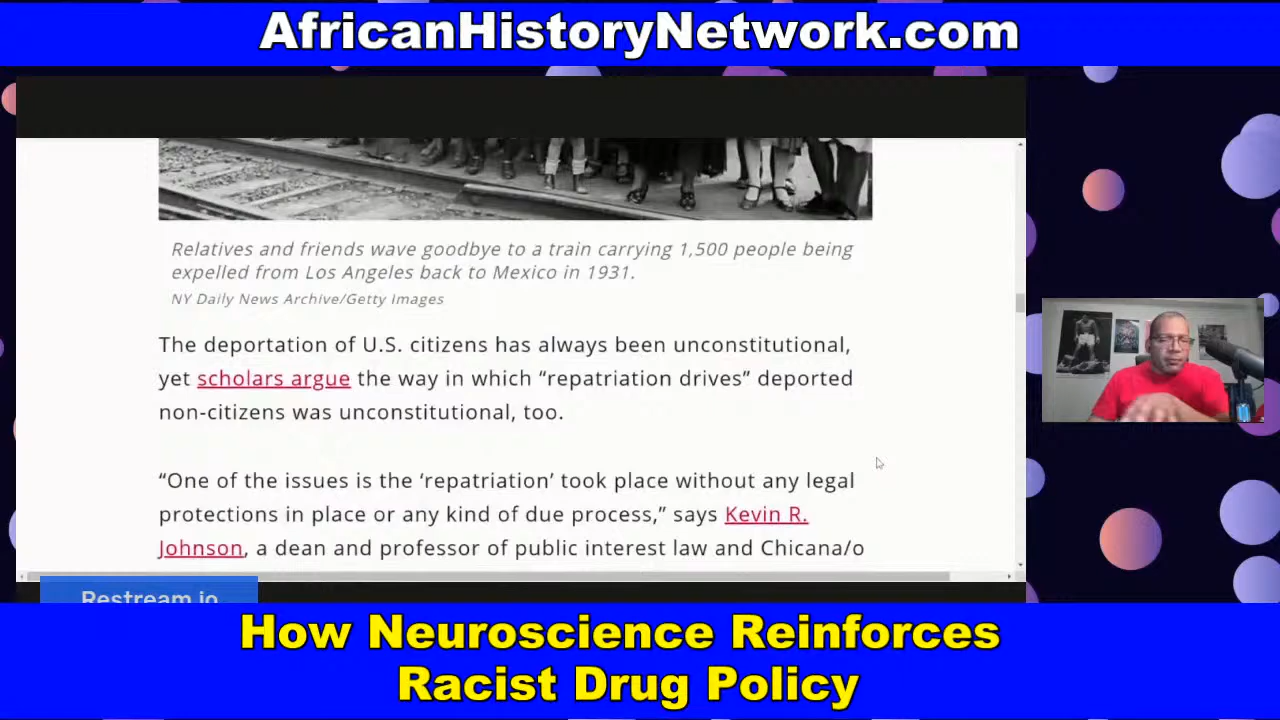 AfricanHistoryNetwork.com
Relatives and friends wave goodbye to a train carrying 1,500 people being
expelled from Los Angeles back to Mexico in 1931.
NY Daily News Archive/Getty Images
The deportation of U.S. citizens has always been unconstitutional,
yet scholars argue the way in which “repatriation drives” deported
non-citizens was unconstitutional, too.
“One of the issues is the ‘repatriation’ took place without any legal
protections in place or any kind of due process,” says Kevin R.
Johnson, a dean and professor of public interest law and Chicana/o
Restream.io
How Neuroscience Reinforces
Racist Drug Policy